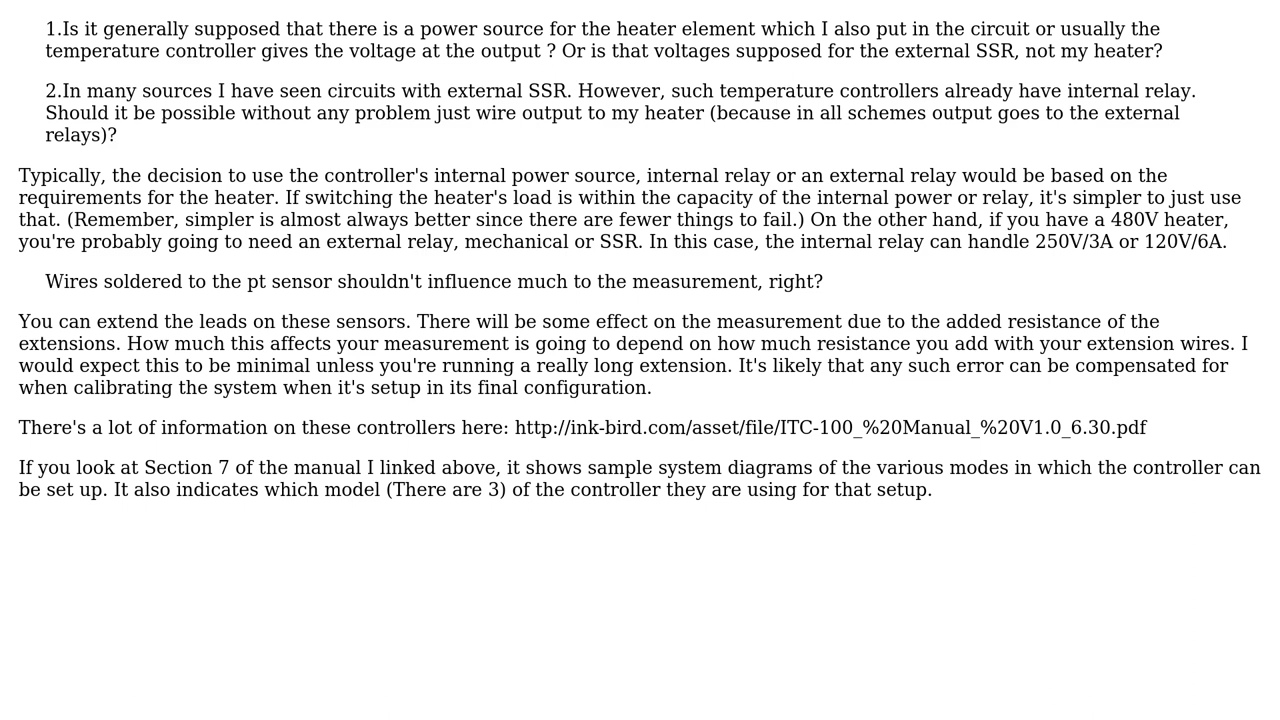 1.Is it generally supposed that there is a power source for the heater element which I also put in the circuit or usually the
temperature controller gives the voltage at the output ? Or is that voltages supposed for the external SSR, not my heater?
2.In many sources I have seen circuits with external SSR. However, such temperature controllers already have internal relay.
Should it be possible without any problem just wire output to my heater (because in all schemes output goes to the external
relays)?
Typically, the decision to use the controller's internal power source, internal relay or an external relay would be based on the
requirements for the heater. If switching the heater's load is within the capacity of the internal power or relay, it's simpler to just use
that. (Remember, simpler is almost always better since there are fewer things to fail.) On the other hand, if you have a 480V heater,
you're probably going to need an external relay, mechanical or SSR. In this case, the internal relay can handle 250V/3A or 120V/6A.
Wires soldered to the pt sensor shouldn't influence much to the measurement, right?
You can extend the leads on these sensors. There will be some effect on the measurement due to the added resistance of the
extensions. How much this affects your measurement is going to depend on how much resistance you add with your extension wires. I
would expect this to be minimal unless you're running a really long extension. It's likely that any such error can be compensated for
when calibrating the system when it's setup in its final configuration.
There's a lot of information on these controllers here: http://ink-bird.com/asset/file/ITC-100_%20Manual_%20V1.0_6.30.pdf
If you look at Section 7 of the manual I linked above, it shows sample system diagrams of the various modes in which the controller can
be set up. It also indicates which model (There are 3) of the controller they are using for that setup.